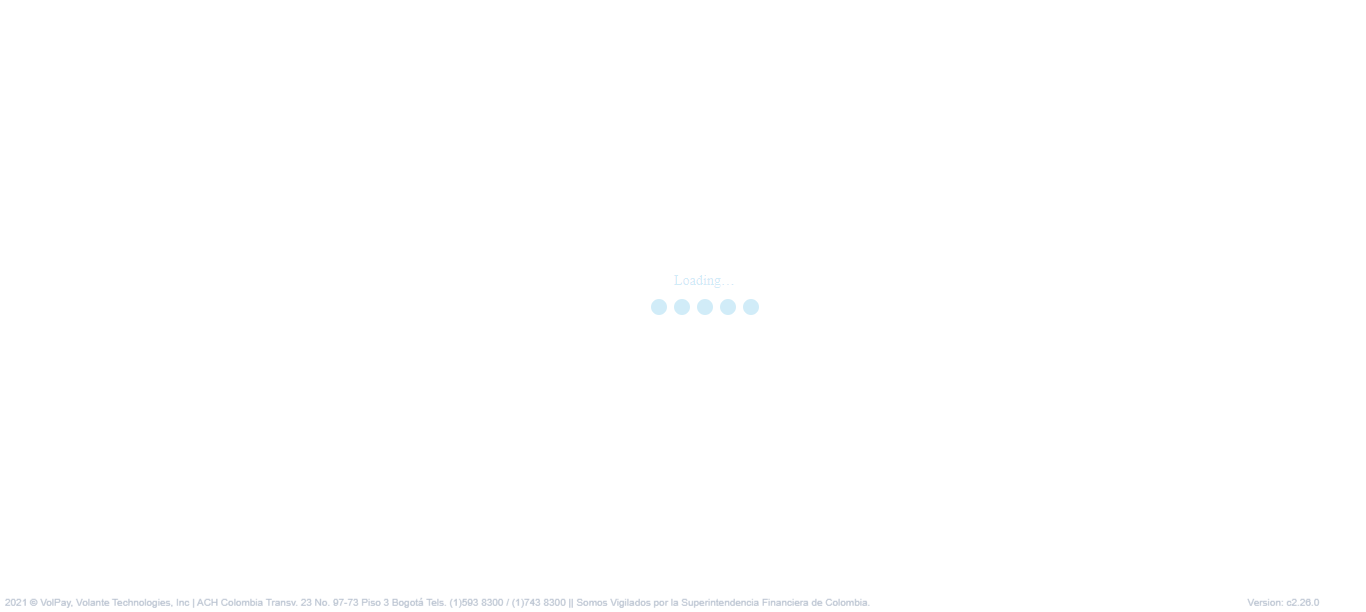 Loading...
2021 © VolPay, Volante Technologies, Inc | ACH Colombia Transv. 23 No. 97-73 Piso 3 Bogotá Tels. (1)593 8300 / (1)743 8300 || Somos Vigilados por la Superintendencia Financiera de Colombia.
Version: c2.26.0